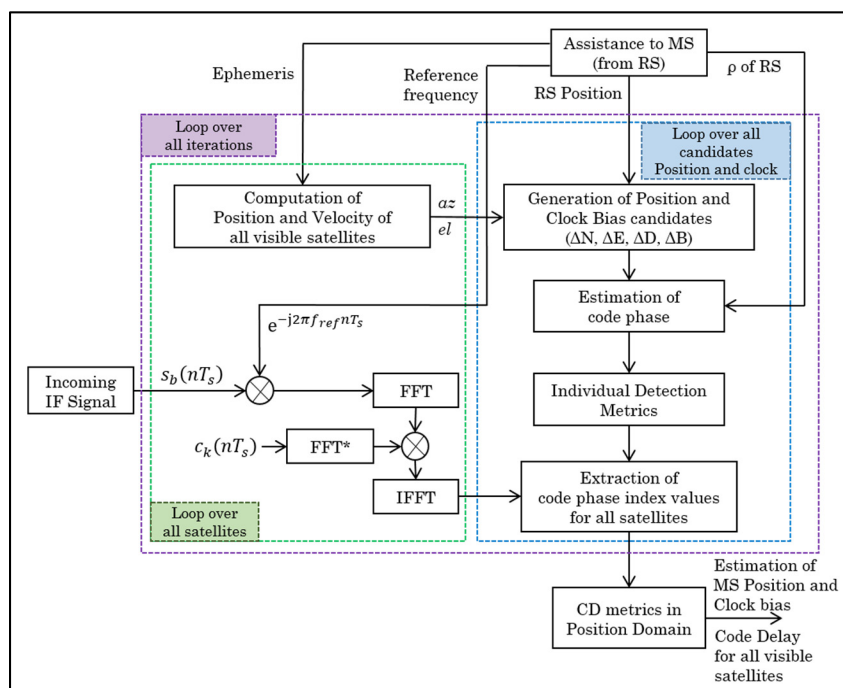 Assistance to MS
(from RS)
Ephemeris
Reference
frequency
RS Position
ρ of RS
Loop over
all iterations
Loop over all
candidates
Position and clock
Computation of
Position and Velocity of
all visible satellites
az
el
Generation of Position and
Clock Bias candidates
(ΔN, ΔE, ΔD, ΔB)
e^{−j2πf_{ref}nT_s}
Estimation of
code phase
Incoming
IF Signal
s_b(nT_s)
FFT
Individual Detection
Metrics
c_k(nT_s)
FFT*
IFFT
Extraction of
code phase index values
for all satellites
Loop over
all satellites
CD metrics in
Position Domain
Estimation of
MS Position and
Clock bias
Code Delay
for all visible
satellites